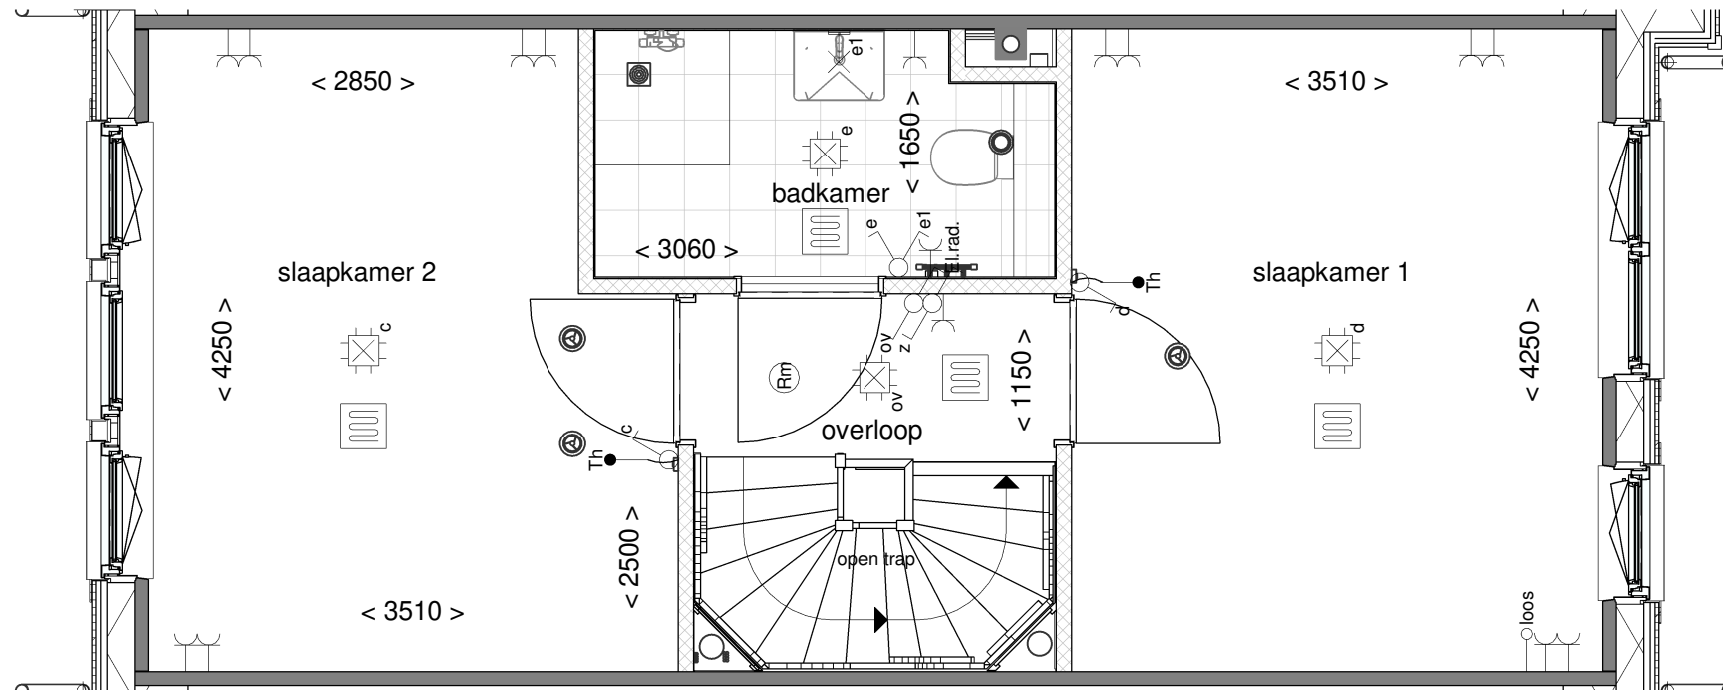 < 2850 >
e1
< 3510 >
e
< 1650 >
badkamer
e
e1
El.rad.
< 3060 >
slaapkamer 2
slaapkamer 1
Th
d
c
d
< 4250 >
ov
z
< 4250 >
Rm
ov
< 1150 >
overloop
c
Th
< 2500 >
open trap
< 3510 >
loos